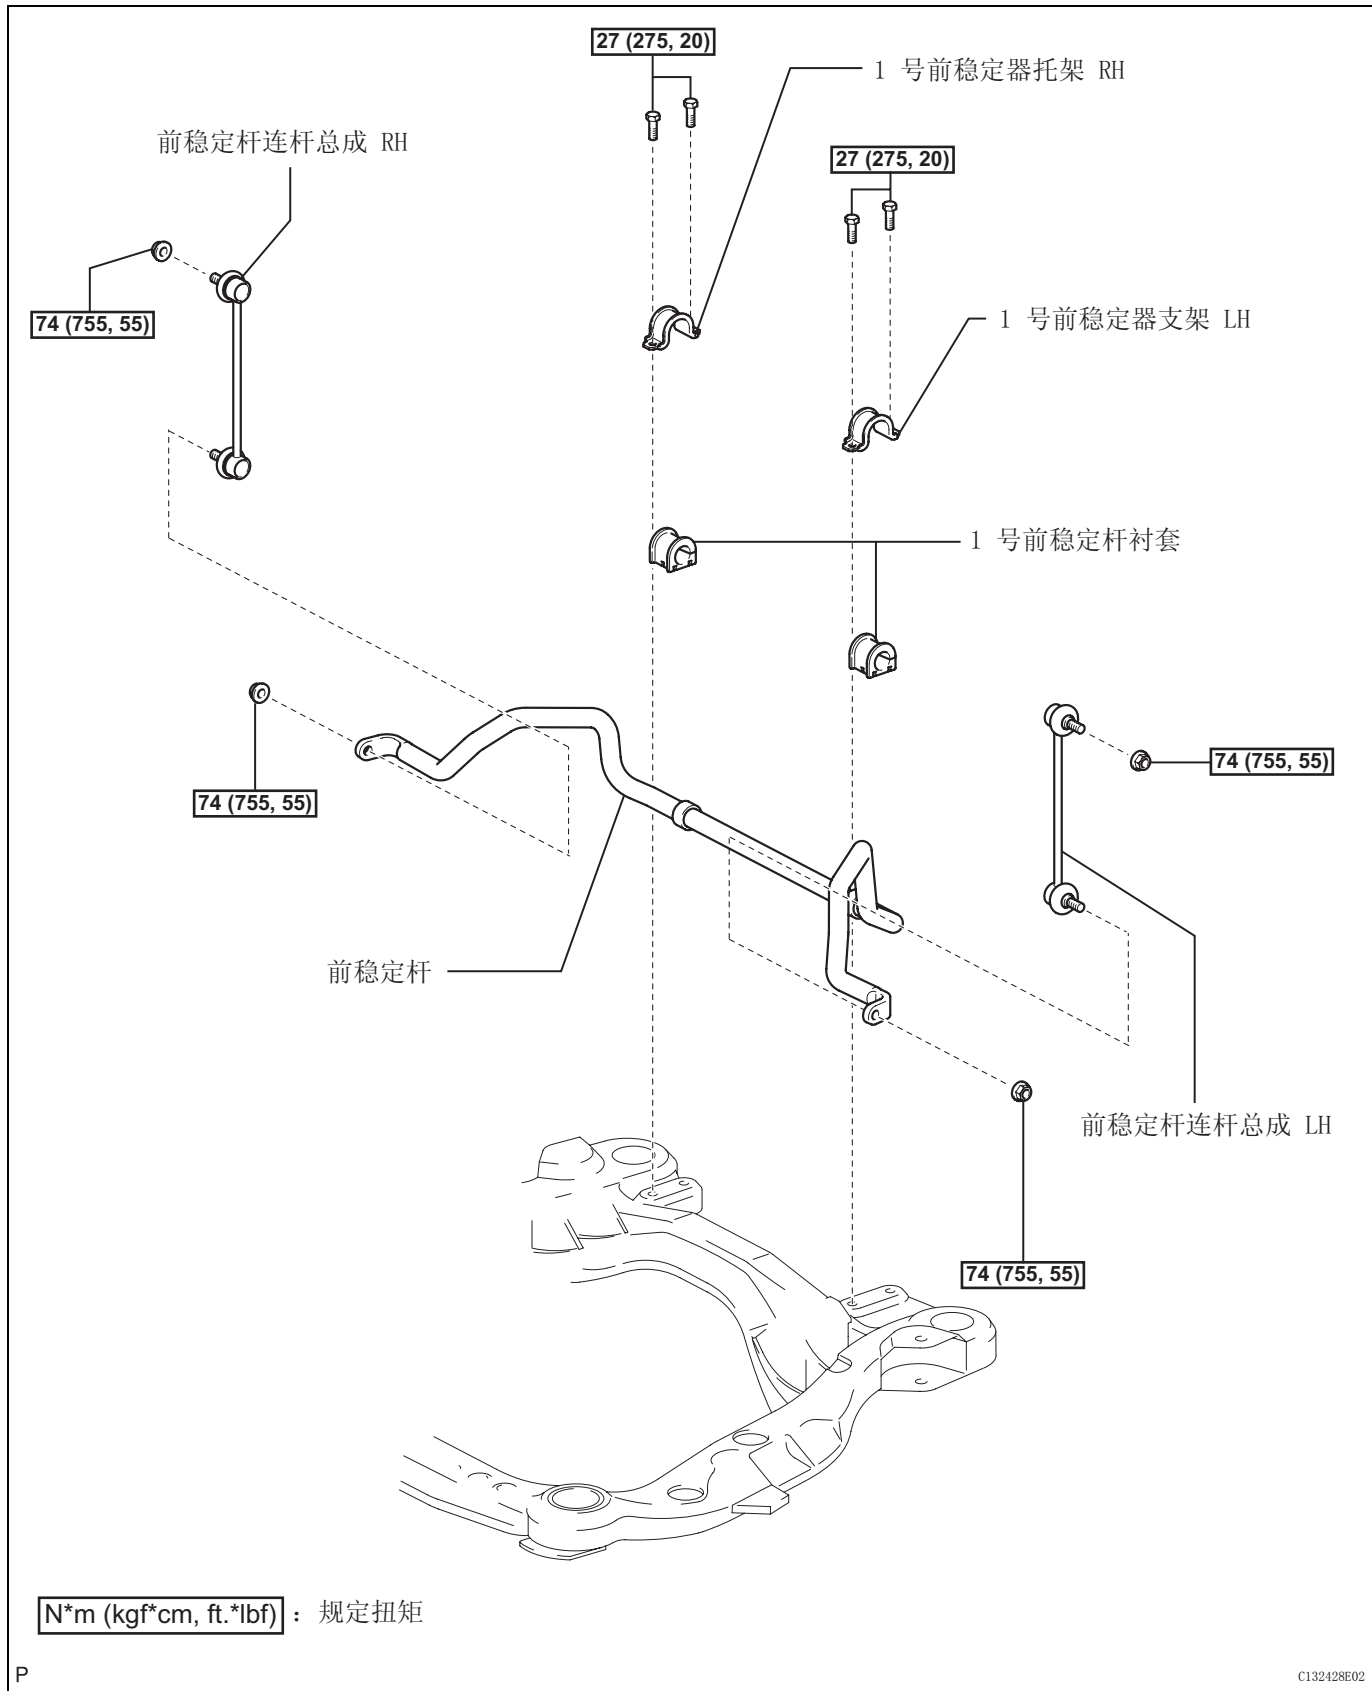 27 (275, 20)
1 号前稳定器托架 RH
前稳定杆连杆总成 RH
27 (275, 20)
74 (755, 55)
1 号前稳定器支架 LH
1 号前稳定杆衬套
74 (755, 55)
74 (755, 55)
前稳定杆
前稳定杆连杆总成 LH
74 (755, 55)
N*m (kgf*cm, ft.*lbf) : 规定扭矩
P
C132428E02